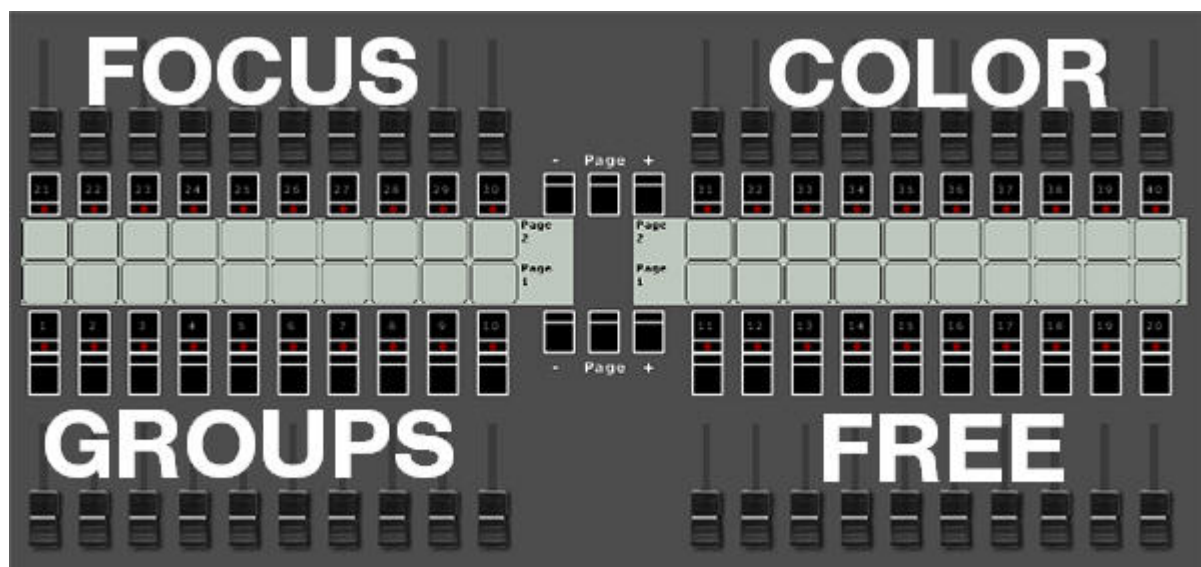 FOCUS COLOR
- Page +
21 22 23 24 25 26 27 28 29 30 31 32 33 34 35 36 37 38 39 40
Page 2 Page 2
Page 1 Page 1
1 2 3 4 5 6 7 8 9 10 11 12 13 14 15 16 17 18 19 20
- Page +
GROUPS FREE